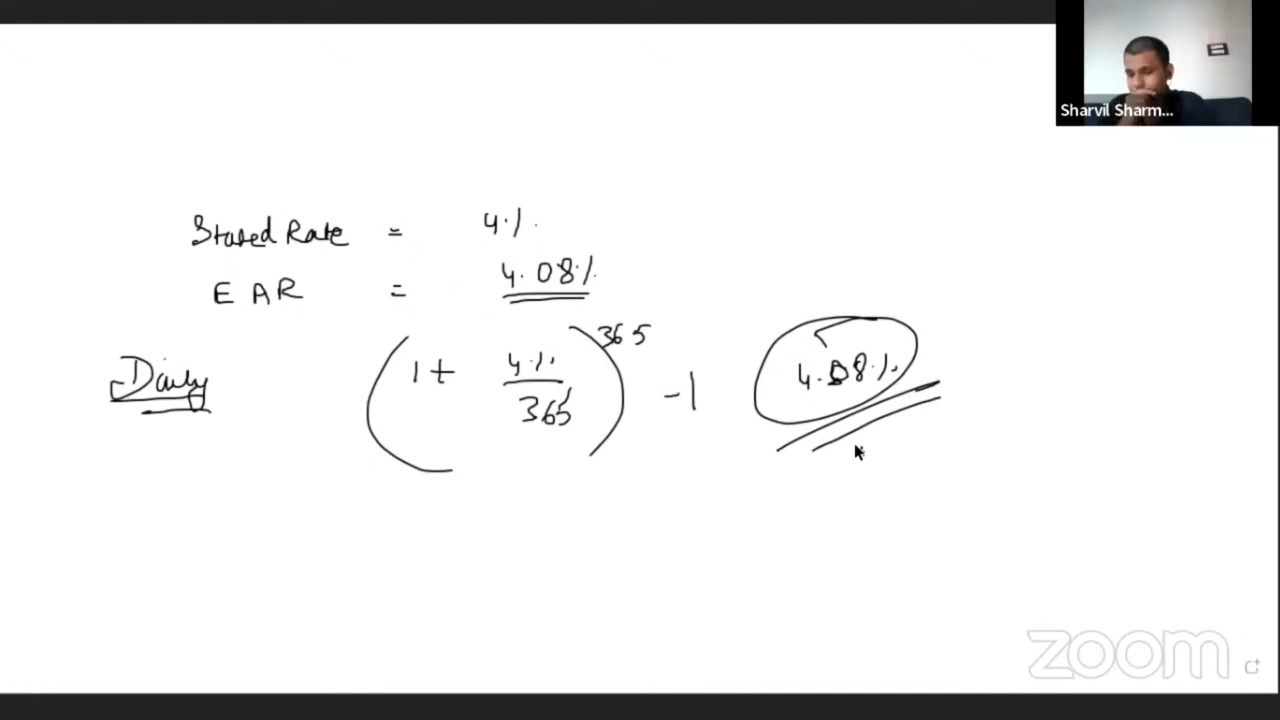 Sharvil Sharm...
Stated Rate = 4%.
EAR = 4.08%.
Daily (1 + 4%. / 365)^365 - 1 4.08%.
zoom